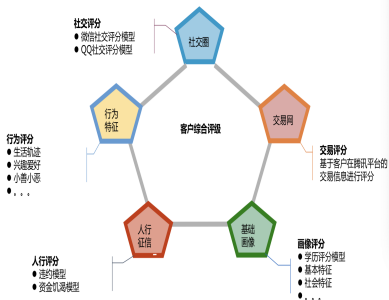 社交评分
● 微信社交评分模型
● QQ社交评分模型
社交圈
行为
特征
交易网
客户综合评级
行为评分
● 生活轨迹
● 兴趣爱好
● 小善小恶
● 。。。
交易评分
基于客户在腾讯平台的
交易信息进行评分
人行
征信
基础
画像
人行评分
● 违约模型
● 资金饥渴模型
画像评分
● 学历评分模型
● 基本特征
● 社会特征
● 。。。